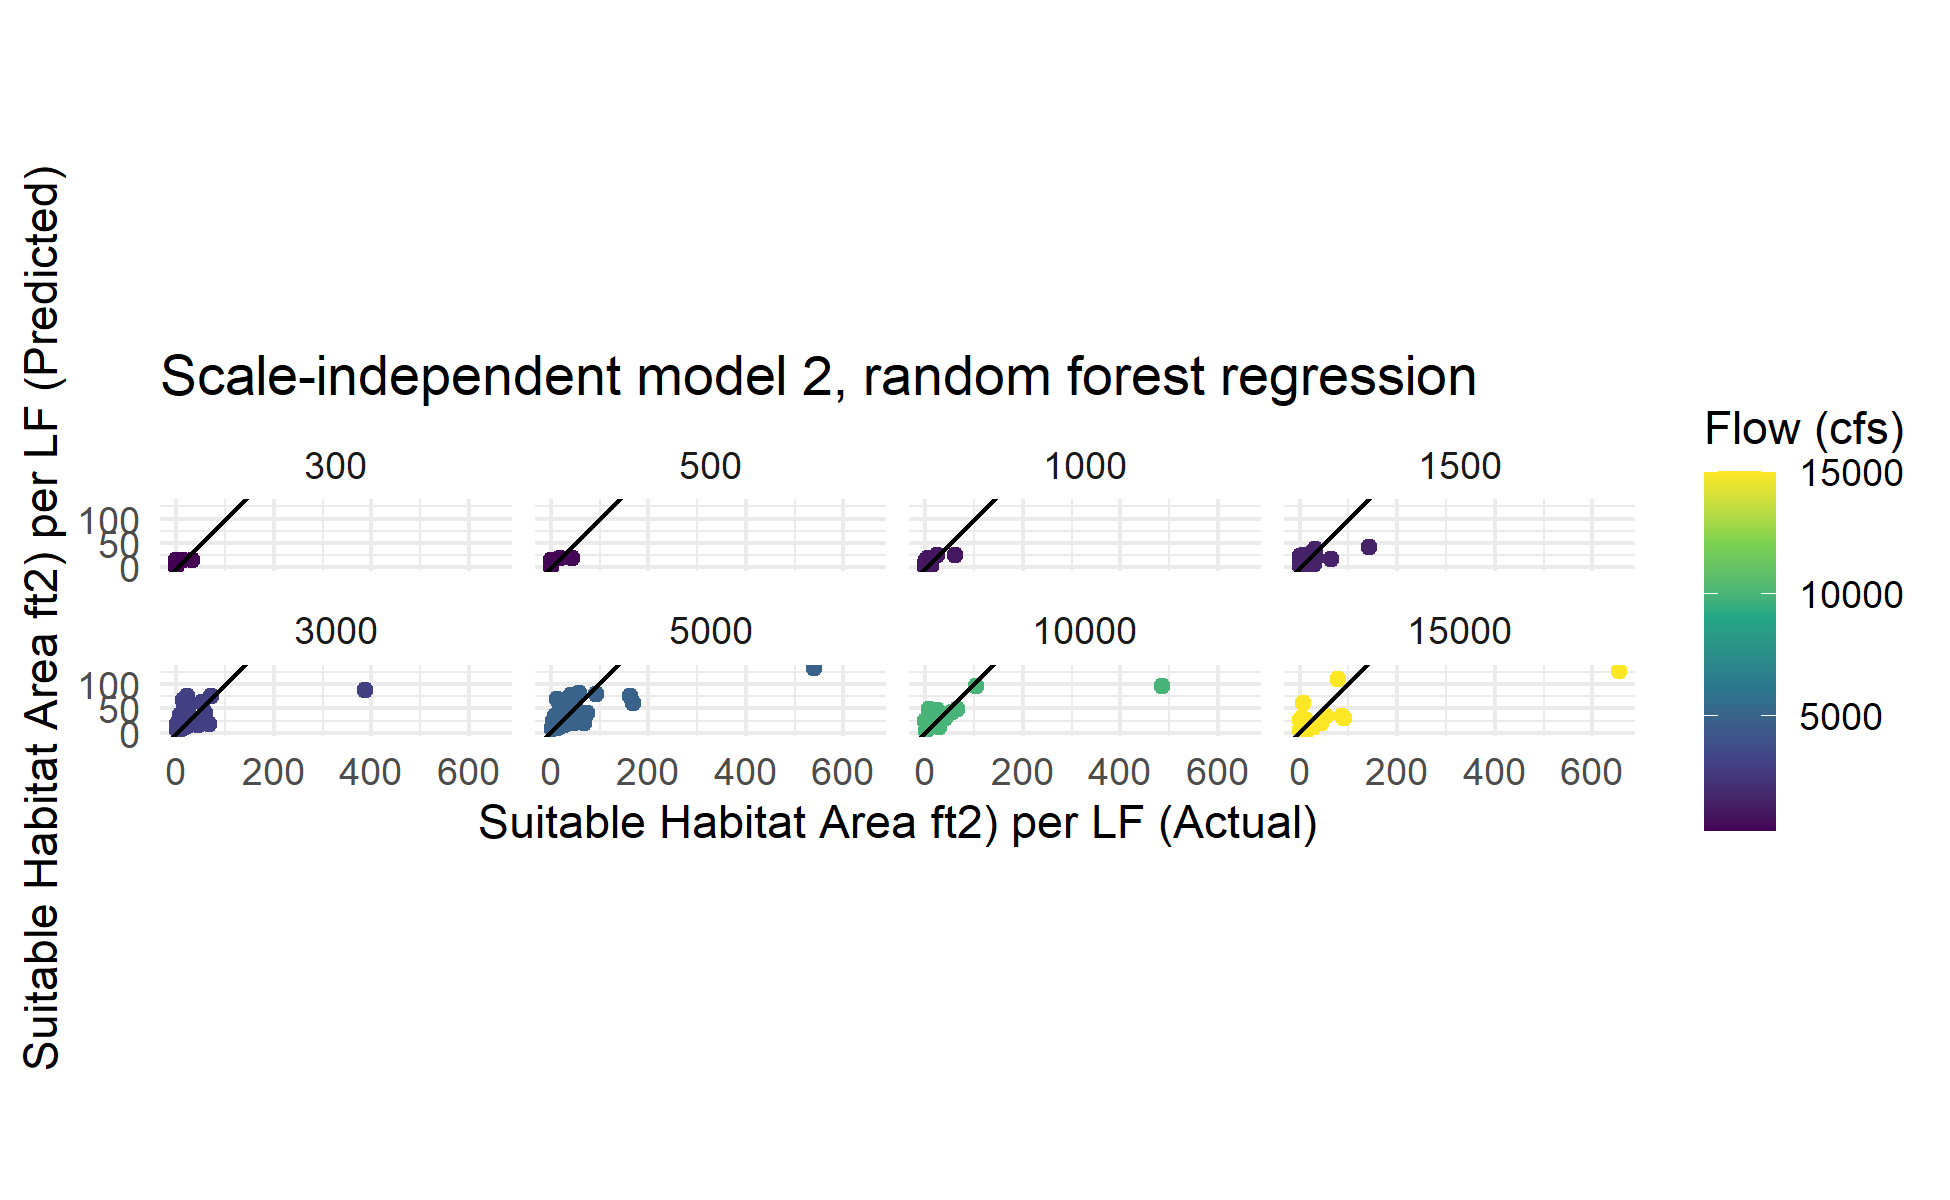 Scale-independent model 2, random forest regression
Suitable Habitat Area ft2) per LF (Predicted)
300 500 1000 1500
100
50
0
3000 5000 10000 15000
100
50
0
0 200 400 600 0 200 400 600 0 200 400 600 0 200 400 600
Suitable Habitat Area ft2) per LF (Actual)
Flow (cfs)
15000
10000
5000